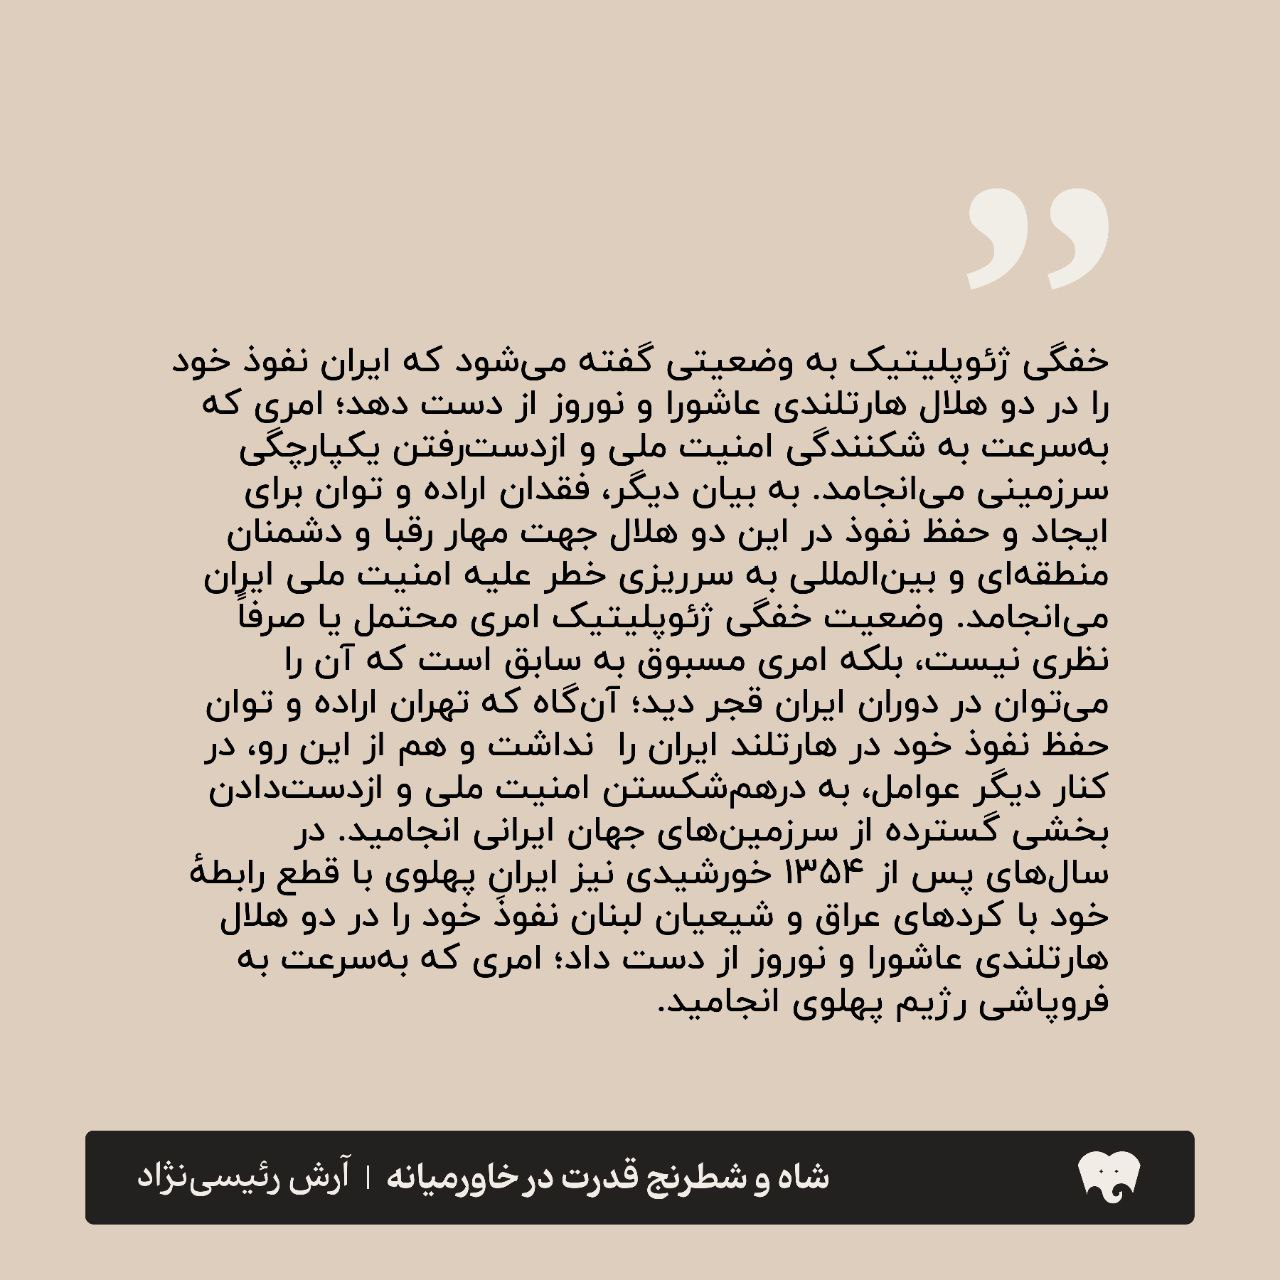 ”
خفگی ژئوپلیتیک به وضعیتی گفته می‌شود که ایران نفوذ خود
را در دو هلال هارتلندی عاشورا و نوروز از دست دهد؛ امری که
به‌سرعت به شکنندگی امنیت ملی و ازدست‌رفتن یکپارچگی
سرزمینی می‌انجامد. به بیان دیگر، فقدان اراده و توان برای
ایجاد و حفظ نفوذ در این دو هلال جهت مهار رقبا و دشمنان
منطقه‌ای و بین‌المللی به سرریزی خطر علیه امنیت ملی ایران
می‌انجامد. وضعیت خفگی ژئوپلیتیک امری محتمل یا صرفاً
نظری نیست، بلکه امری مسبوق به سابق است که آن را
می‌توان در دوران ایران قجر دید؛ آن‌گاه که تهران اراده و توان
حفظ نفوذ خود در هارتلند ایران را  نداشت و هم از این رو، در
کنار دیگر عوامل، به درهم‌شکستن امنیت ملی و ازدست‌دادن
بخشی گسترده از سرزمین‌های جهان ایرانی انجامید. در
سال‌های پس از ۱۳۵۴ خورشیدی نیز ایرانِ پهلوی با قطع رابطهٔ
خود با کردهای عراق و شیعیان لبنان نفوذَ خود را در دو هلال
هارتلندی عاشورا و نوروز از دست داد؛ امری که به‌سرعت به
فروپاشی رژیم پهلوی انجامید.
شاه و شطرنج قدرت در خاورمیانه | آرش رئیسی‌نژاد